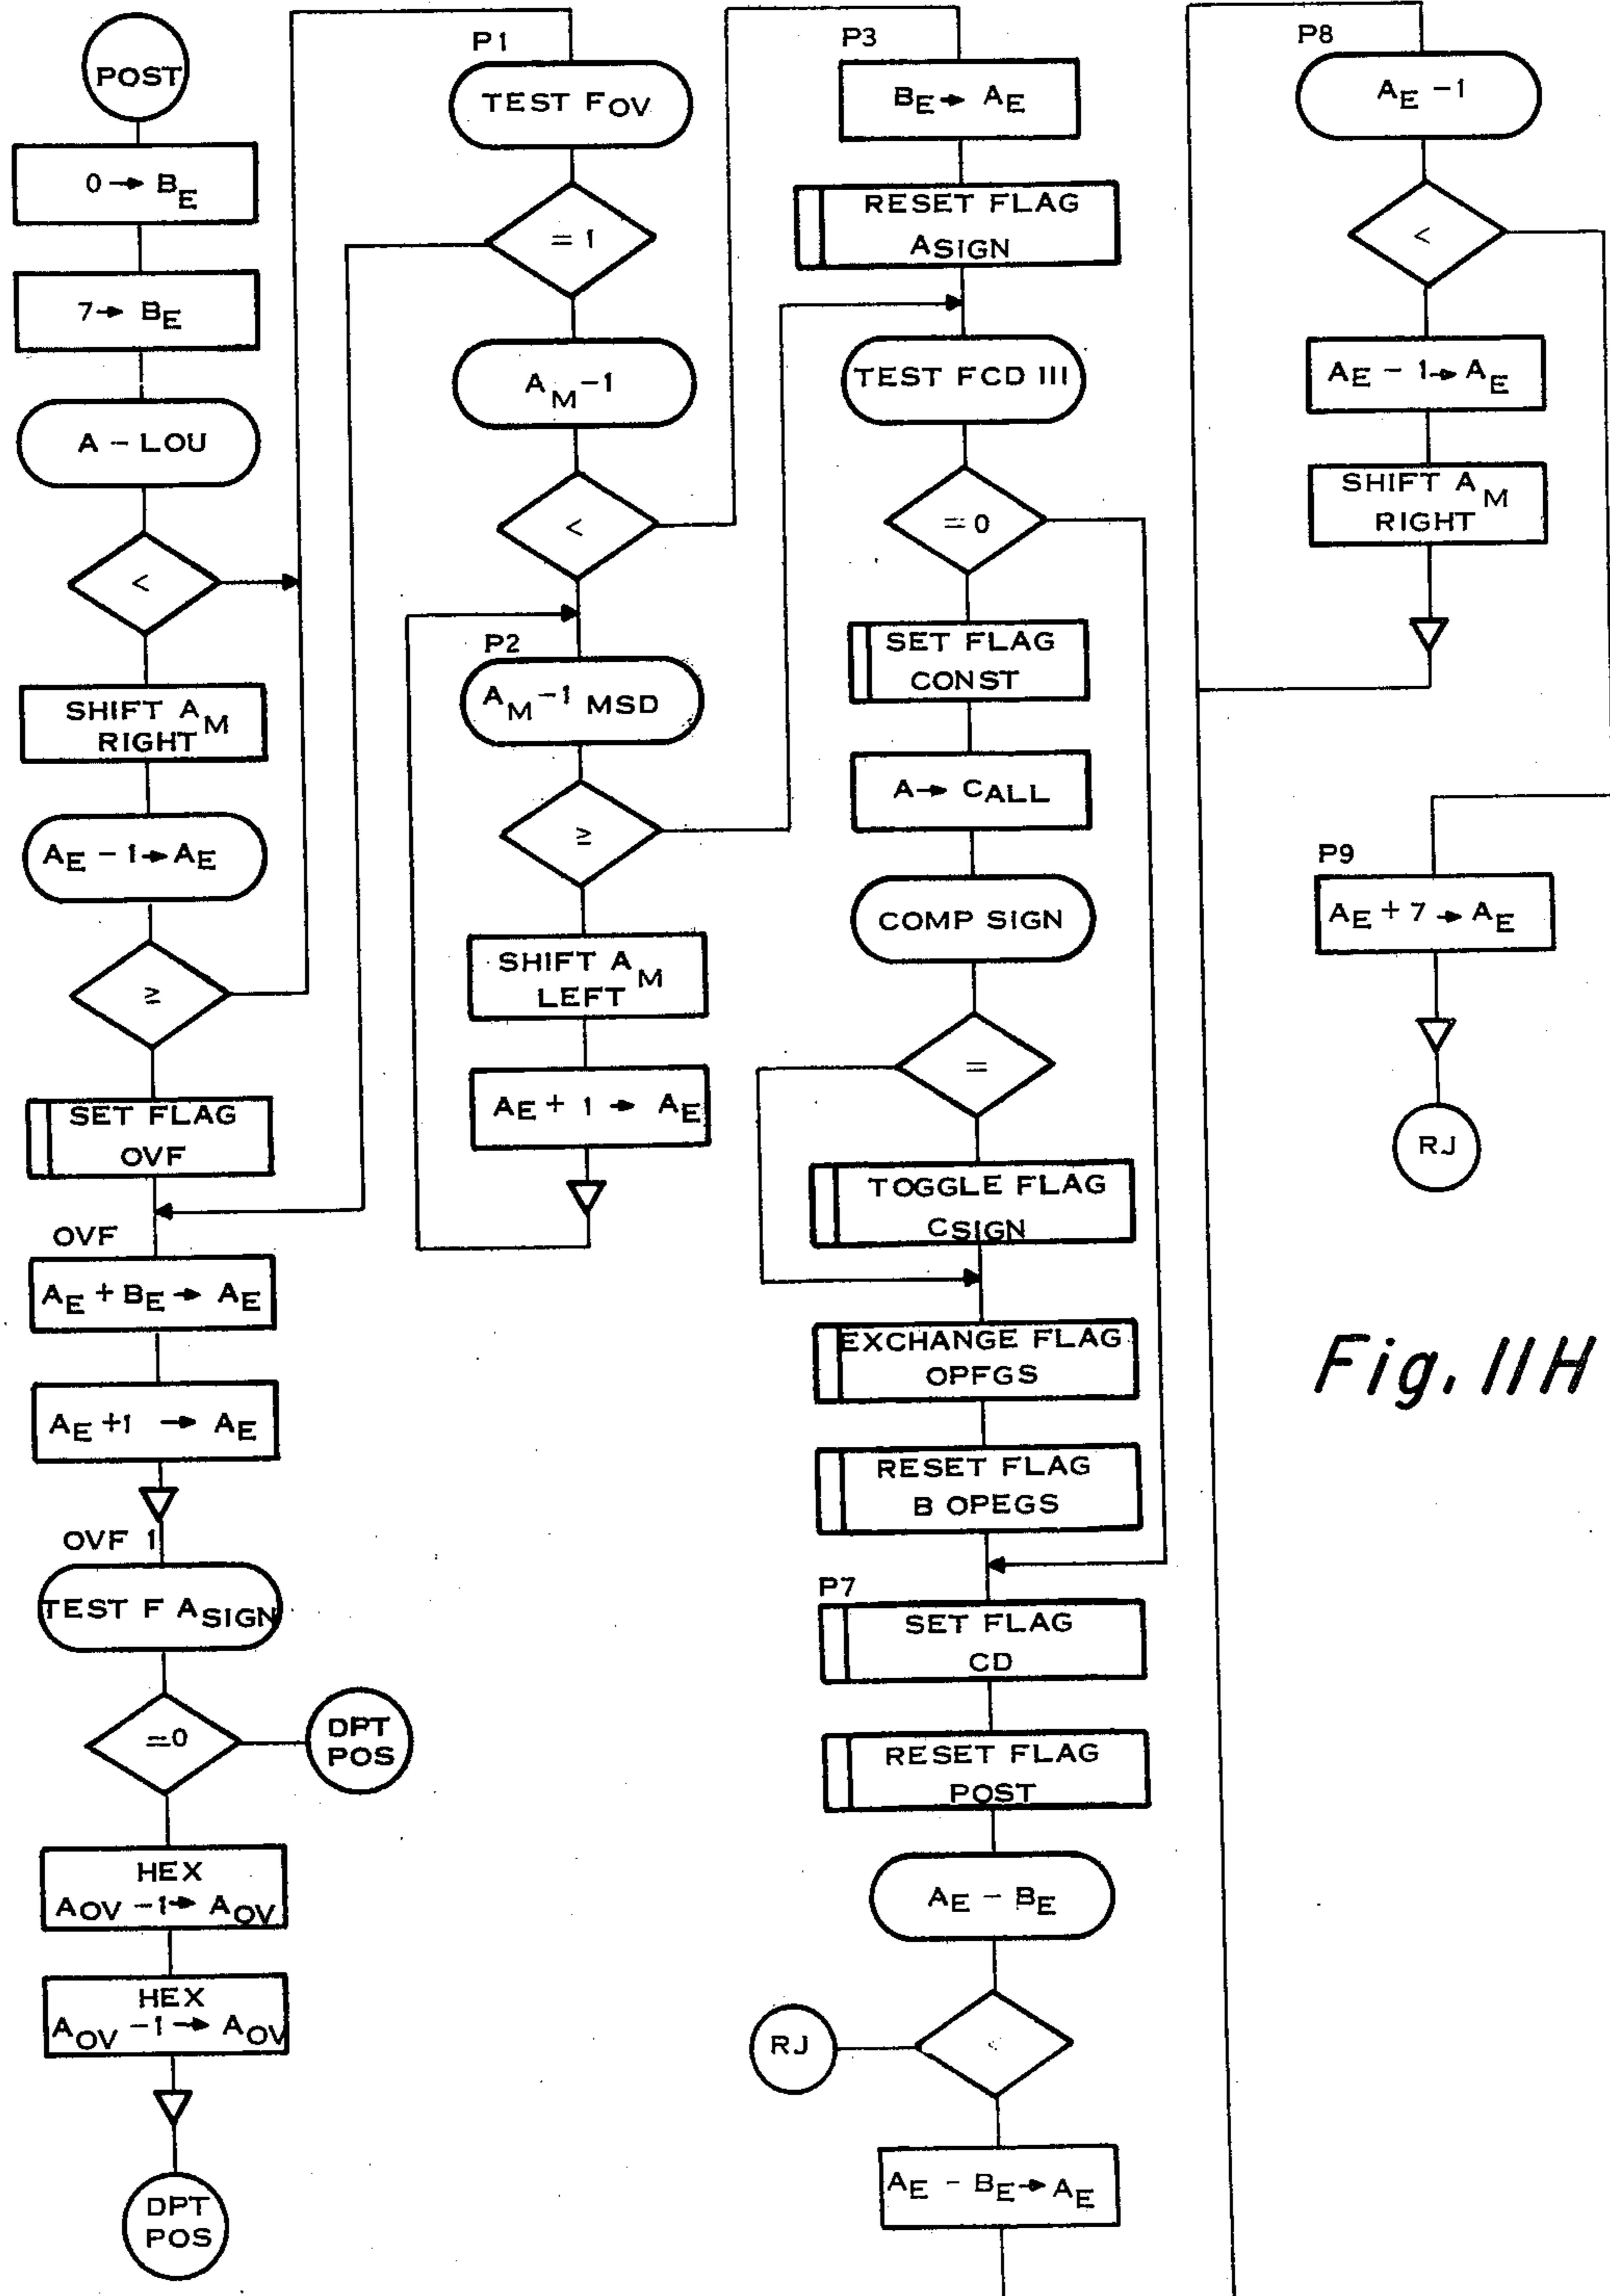 POST
0 → BE
7 → BE
A – LOU
<
SHIFT AM
RIGHT
AE – 1 → AE
≥
SET FLAG
OVF
OVF
AE + BE → AE
AE +1 → AE
OVF 1
TEST F ASIGN
=0
DPT
POS
HEX
AOV –1 → AOV
HEX
AOV –1 → AOV
DPT
POS
P1
TEST FOV
= 1
AM –1
<
P2
AM –1 MSD
≥
SHIFT AM
LEFT
AE + 1 → AE
P3
BE → AE
RESET FLAG
ASIGN
TEST FCD III
= 0
SET FLAG
CONST
A → CALL
COMP SIGN
=
TOGGLE FLAG
CSIGN
EXCHANGE FLAG
OPFGS
RESET FLAG
B OPEGS
P7
SET FLAG
CD
RESET FLAG
POST
AE – BE
<
RJ
AE – BE → AE
P8
AE –1
<
AE – 1 → AE
SHIFT AM
RIGHT
P9
AE + 7 → AE
RJ
Fig. 11H